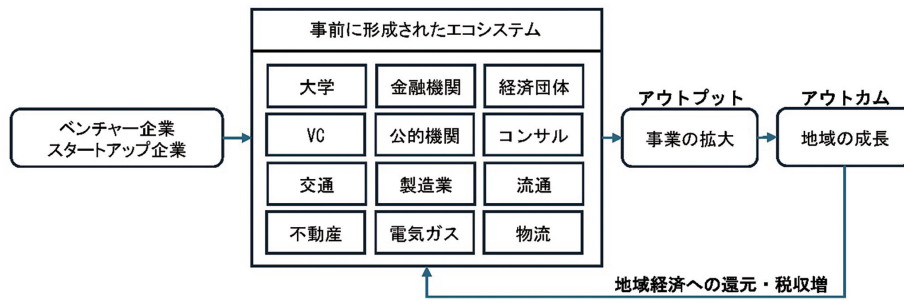 事前に形成されたエコシステム
大学
金融機関
経済団体
VC
公的機関
コンサル
交通
製造業
流通
不動産
電気ガス
物流
ベンチャー企業
スタートアップ企業
アウトプット
事業の拡大
アウトカム
地域の成長
地域経済への還元・税収増